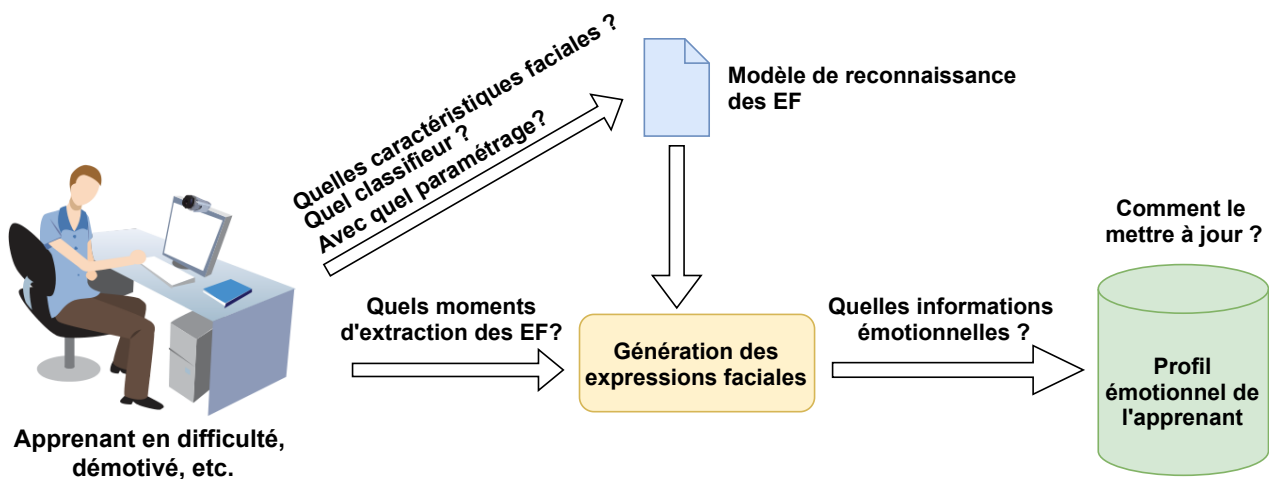 Quelles caractéristiques faciales ?
Quel classifieur ?
Avec quel paramétrage?
Modèle de reconnaissance
des EF
Comment le
mettre à jour ?
Quels moments
d'extraction des EF?
Quelles informations
émotionnelles ?
Génération des
expressions faciales
Profil
émotionnel de
l'apprenant
Apprenant en difficulté,
démotivé, etc.